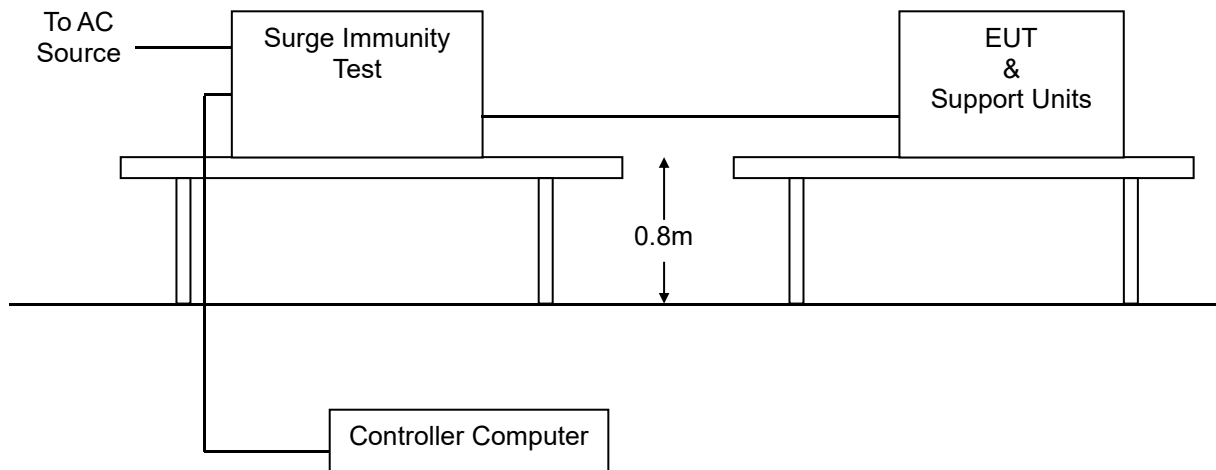 To AC
Source
Surge Immunity
Test
EUT
&
Support Units
0.8m
Controller Computer